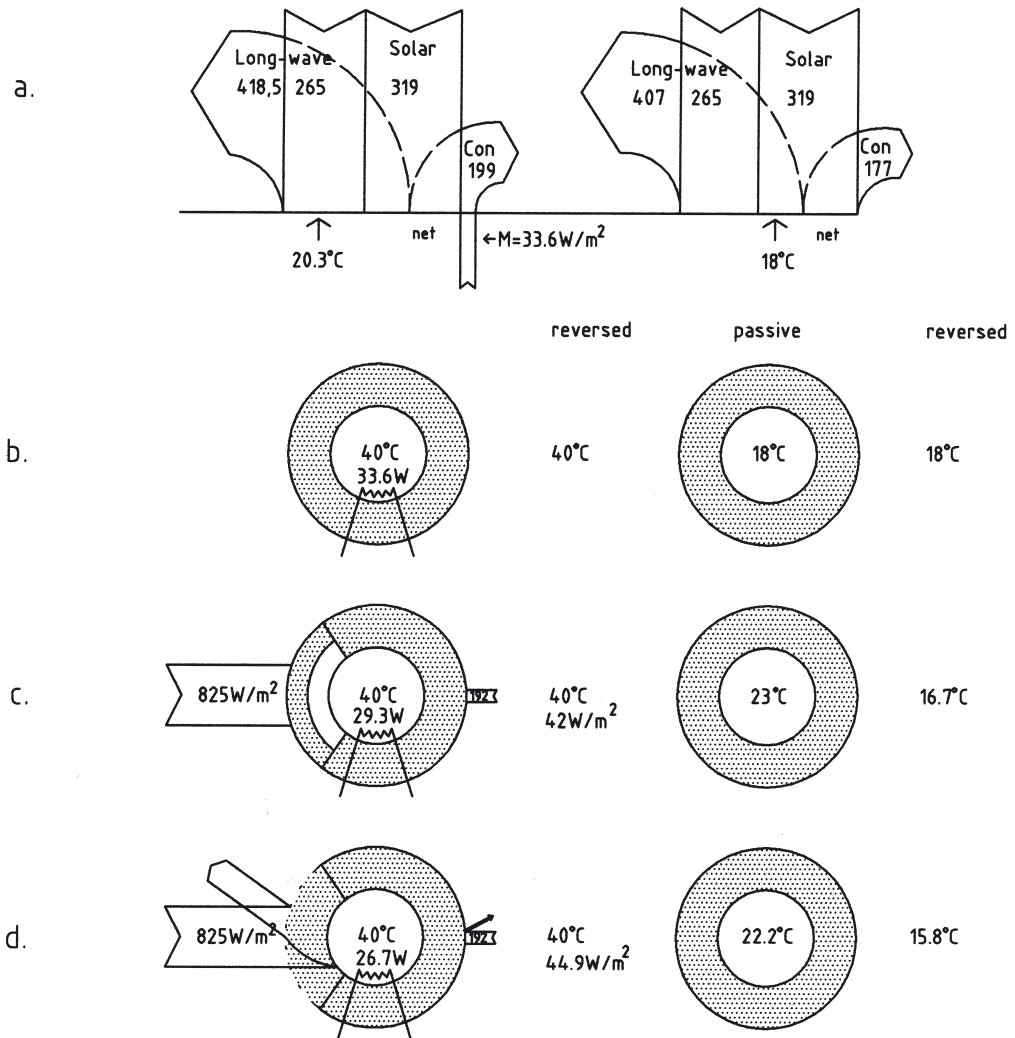 a.
Long-wave
418,5 265
Solar
319
Con
199
20.3°C
net
←M=33.6W/m²
Long-wave
407 265
Solar
319
Con
177
18°C
net
reversed passive reversed
b.
40°C
33.6W
40°C
18°C
18°C
c.
825W/m²
40°C
29.3W
192
40°C
42W/m²
23°C
16.7°C
d.
825W/m²
40°C
26.7W
192
40°C
44.9W/m²
22.2°C
15.8°C